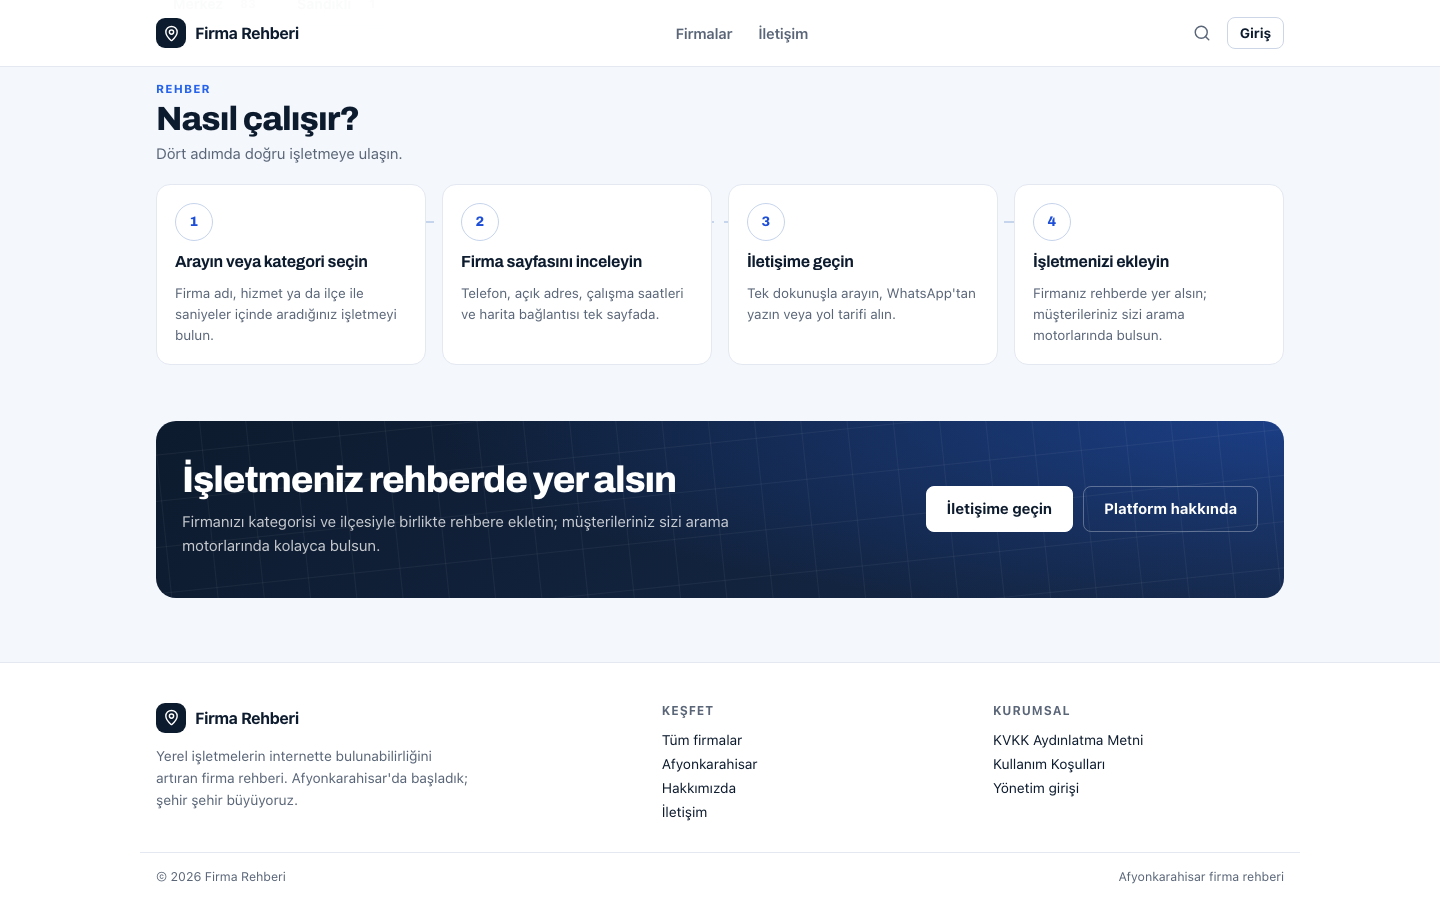 Firma Rehberi
Firmalar
İletişim
Giriş
REHBER
Nasıl çalışır?
Dört adımda doğru işletmeye ulaşın.
1
Arayın veya kategori seçin
Firma adı, hizmet ya da ilçe ile
saniyeler içinde aradığınız işletmeyi
bulun.
2
Firma sayfasını inceleyin
Telefon, açık adres, çalışma saatleri
ve harita bağlantısı tek sayfada.
3
İletişime geçin
Tek dokunuşla arayın, WhatsApp'tan
yazın veya yol tarifi alın.
4
İşletmenizi ekleyin
Firmanız rehberde yer alsın;
müşterileriniz sizi arama
motorlarında bulsun.
İşletmeniz rehberde yer alsın
Firmanızı kategorisi ve ilçesiyle birlikte rehbere ekletin; müşterileriniz sizi arama
motorlarında kolayca bulsun.
İletişime geçin
Platform hakkında
Firma Rehberi
Yerel işletmelerin internette bulunabilirliğini
artıran firma rehberi. Afyonkarahisar'da başladık;
şehir şehir büyüyoruz.
KEŞFET
Tüm firmalar
Afyonkarahisar
Hakkımızda
İletişim
KURUMSAL
KVKK Aydınlatma Metni
Kullanım Koşulları
Yönetim girişi
© 2026 Firma Rehberi
Afyonkarahisar firma rehberi